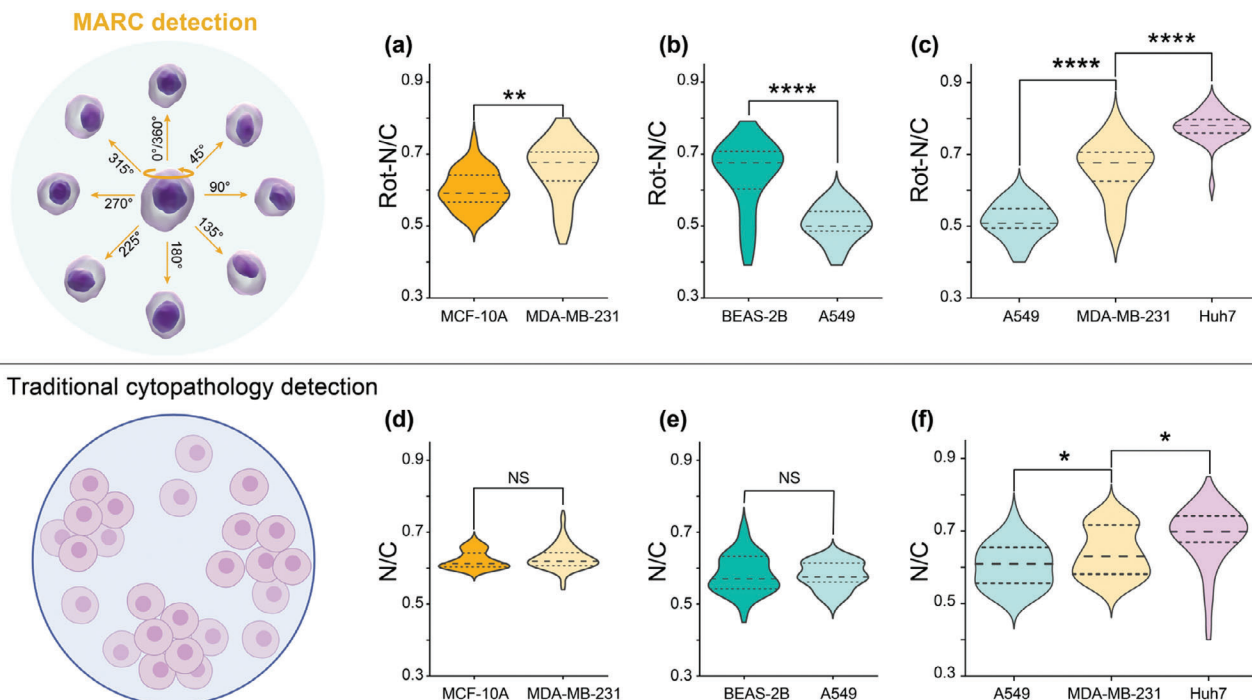 MARC detection
0°/360°
45°
90°
135°
180°
225°
270°
315°
(a)
Rot-N/C
0.9
0.7
0.5
0.3
**
MCF-10A MDA-MB-231
(b)
Rot-N/C
0.9
0.7
0.5
0.3
****
BEAS-2B A549
(c)
Rot-N/C
0.9
0.7
0.5
0.3
****
****
A549 MDA-MB-231 Huh7
Traditional cytopathology detection
(d)
N/C
0.9
0.7
0.5
0.3
NS
MCF-10A MDA-MB-231
(e)
N/C
0.9
0.7
0.5
0.3
NS
BEAS-2B A549
(f)
N/C
0.9
0.7
0.5
0.3
*
*
A549 MDA-MB-231 Huh7